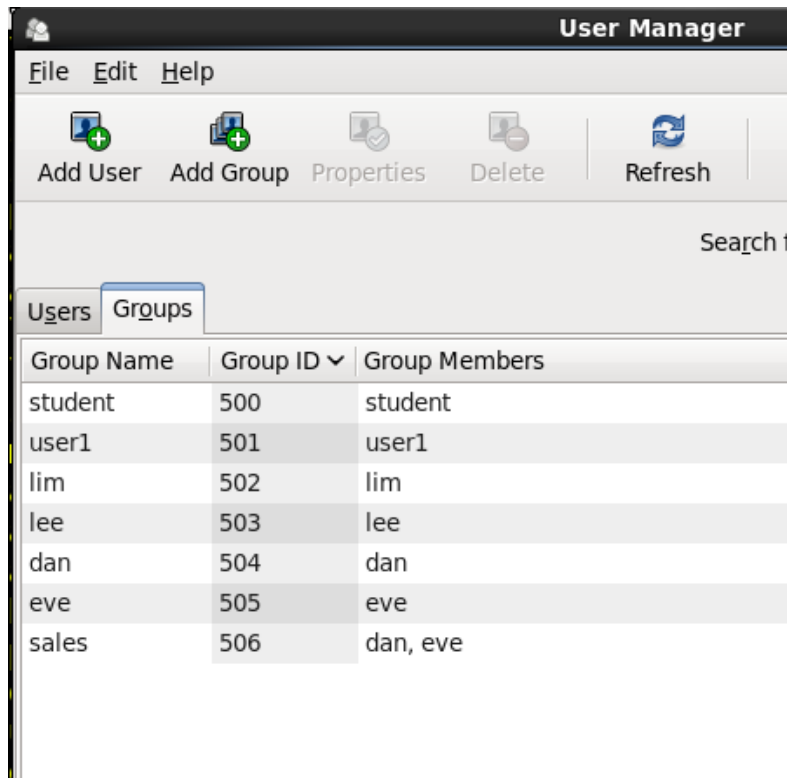 User Manager
File Edit Help
Add User Add Group Properties Delete Refresh
Search
Users Groups
Group Name Group ID Group Members
student 500 student
user1 501 user1
lim 502 lim
lee 503 lee
dan 504 dan
eve 505 eve
sales 506 dan, eve